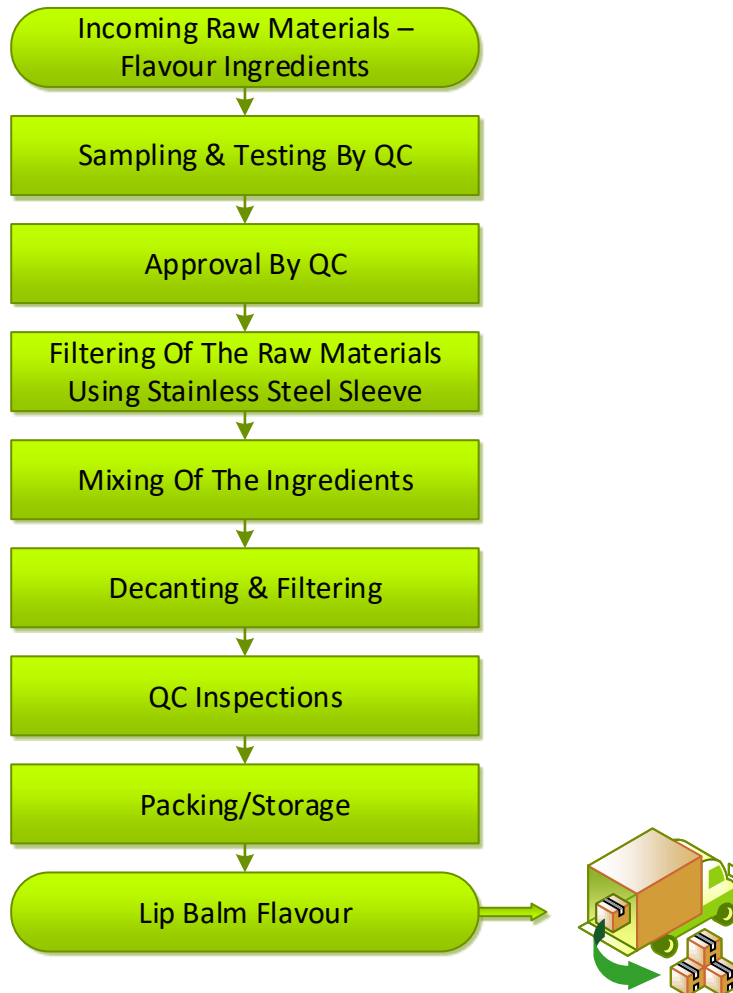 Incoming Raw Materials –
Flavour Ingredients
Sampling & Testing By QC
Approval By QC
Filtering Of The Raw Materials
Using Stainless Steel Sleeve
Mixing Of The Ingredients
Decanting & Filtering
QC Inspections
Packing/Storage
Lip Balm Flavour